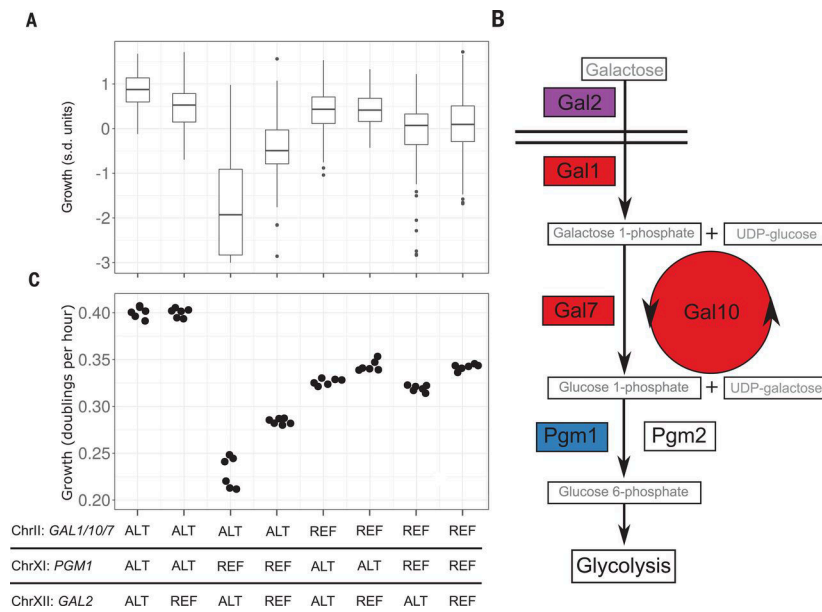 A
Growth (s.d. units)
1
0
-1
-2
-3
B
Galactose
Gal2
Gal1
Galactose 1-phosphate + UDP-glucose
Gal7
Gal10
Glucose 1-phosphate + UDP-galactose
Pgm1
Pgm2
Glucose 6-phosphate
Glycolysis
C
Growth (doublings per hour)
0.40
0.35
0.30
0.25
0.20
ChrII: GAL1/10/7 ALT ALT ALT ALT REF REF REF REF
ChrXI: PGM1 ALT ALT REF REF ALT ALT REF REF
ChrXII: GAL2 ALT REF ALT REF ALT REF ALT REF